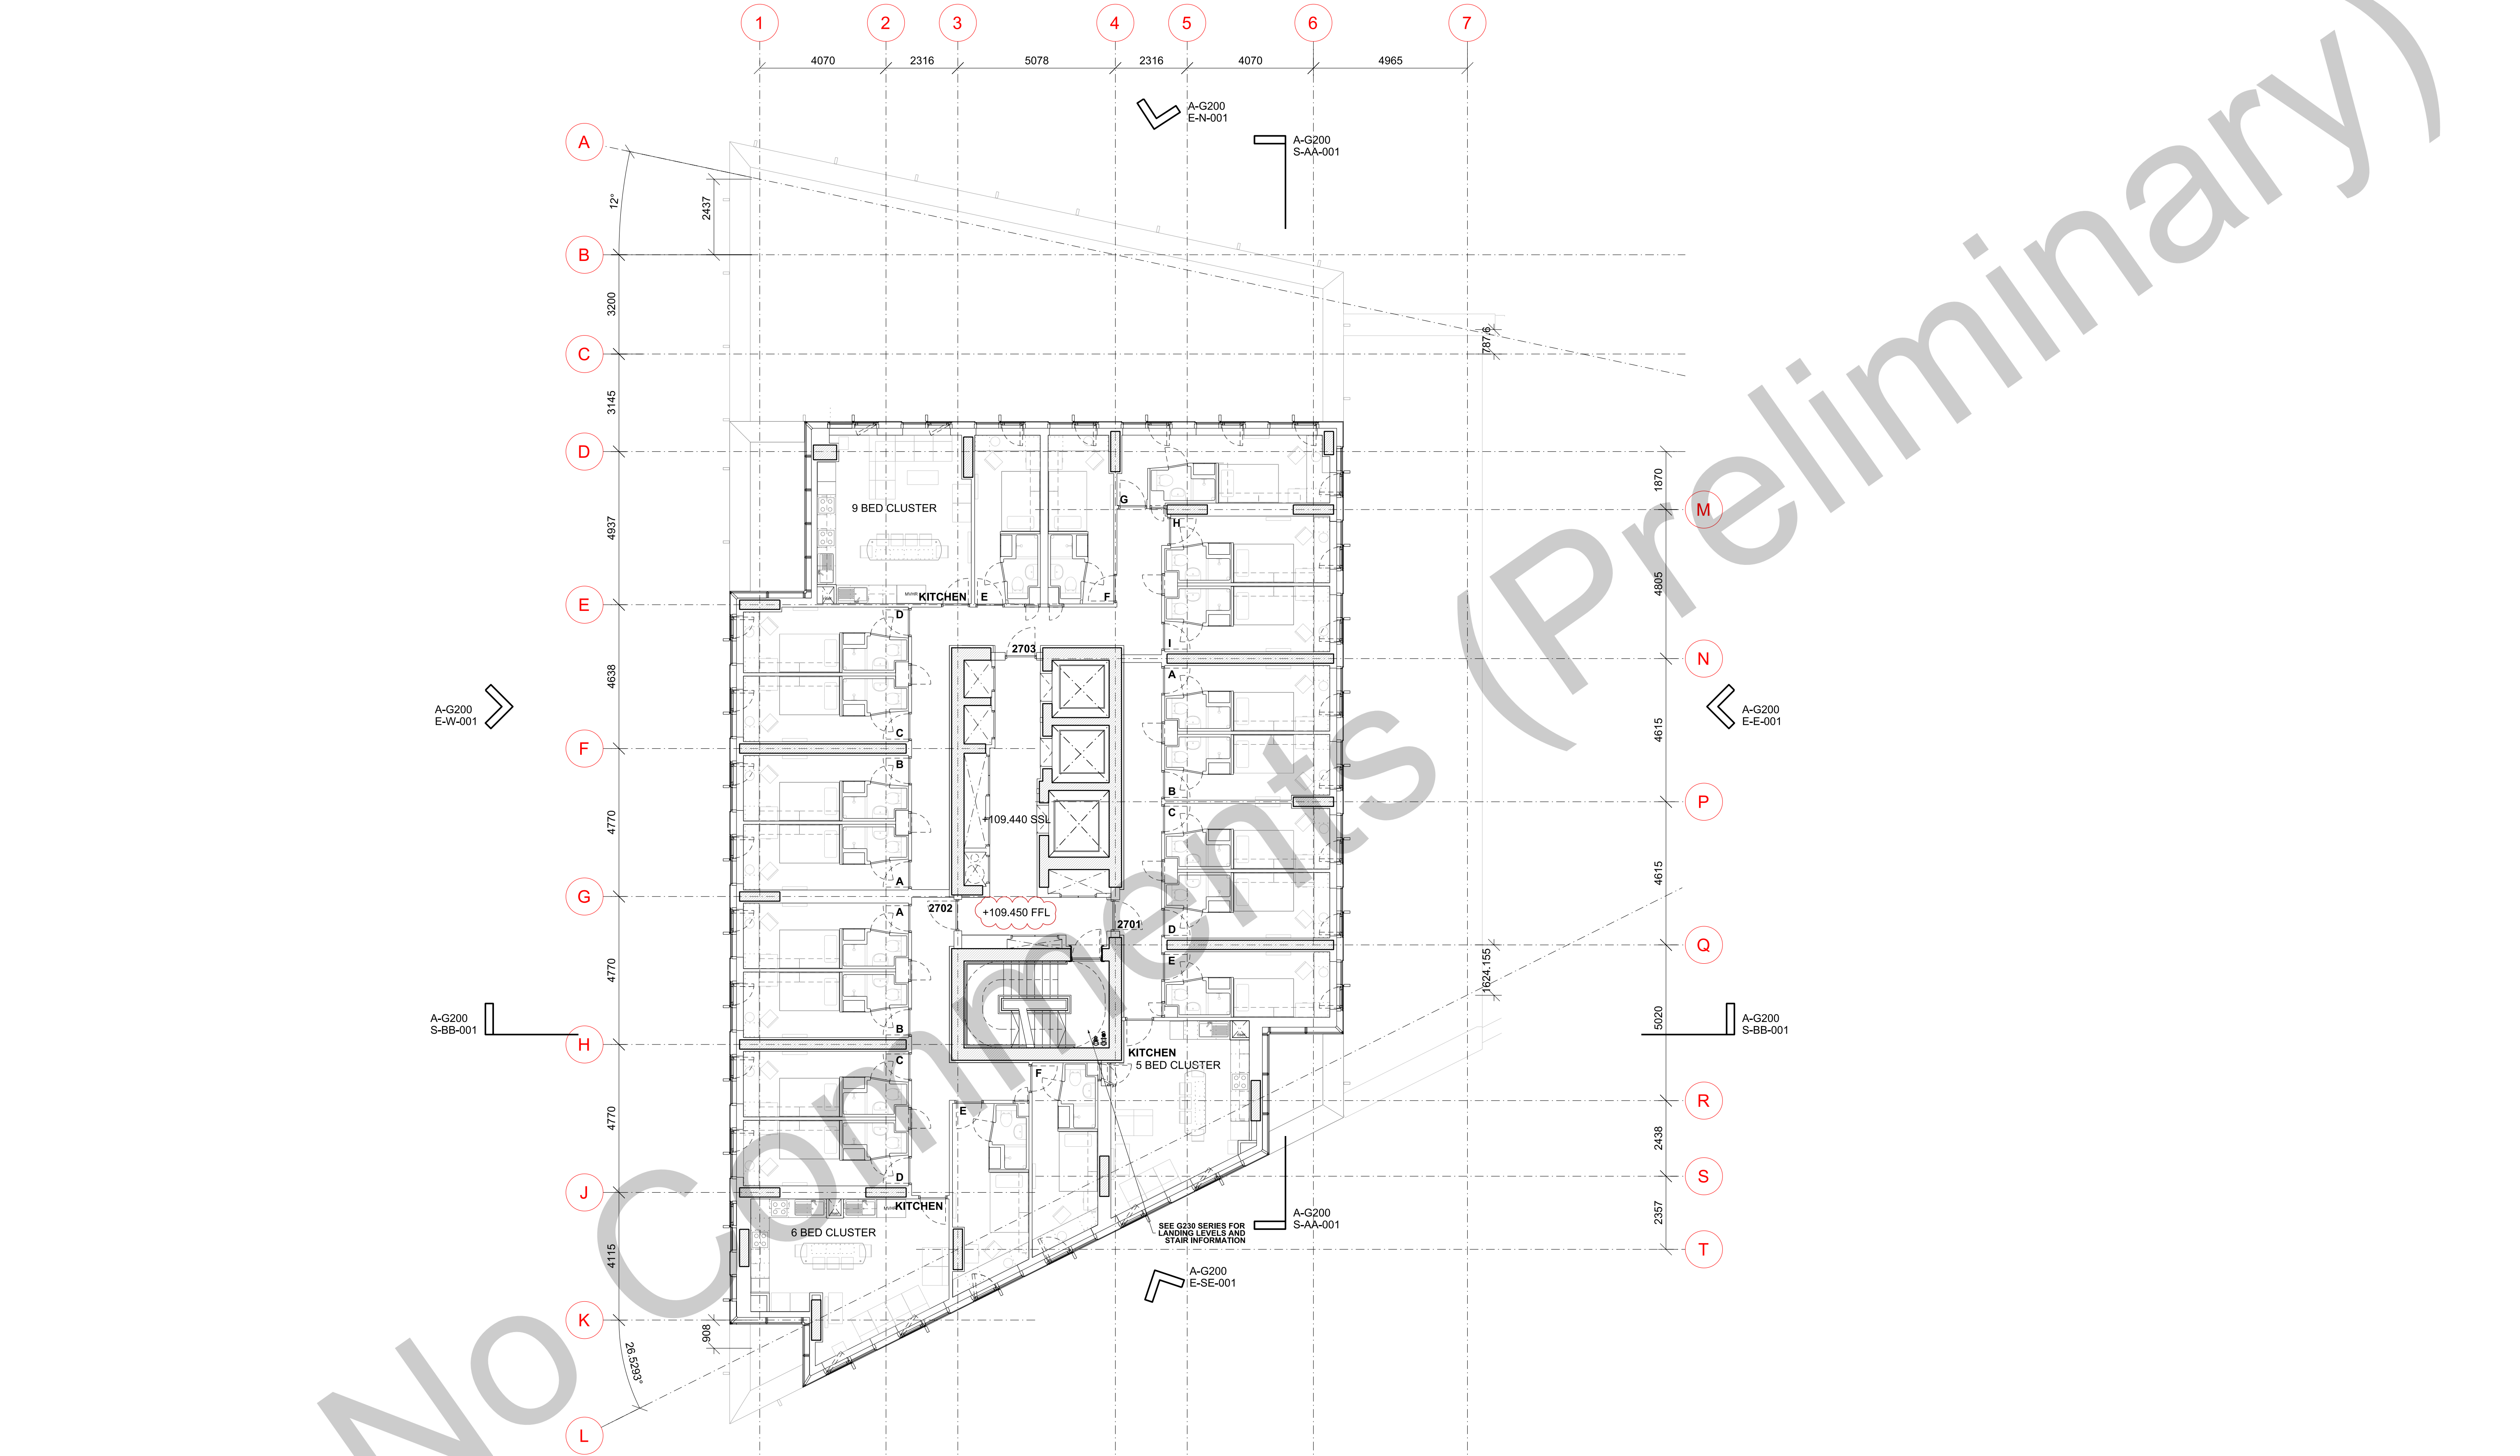 1
2
3
4
5
6
7
4070
2316
5078
2316
4070
4965
A-G200
E-N-001
A-G200
S-AA-001
A
12°
2437
B
3200
C
787.6
3145
D
1870
M
9 BED CLUSTER
G
H
4937
4805
MVHR
KITCHEN
E
F
E
D
I
2703
N
4638
A
A-G200
E-W-001
A-G200
E-E-001
C
F
4615
B
B
P
C
+109.440 SSL
4770
4615
A
G
A
2702
+109.450 FFL
2701
D
Q
E
1624.155
4770
A-G200
S-BB-001
B
5020
A-G200
S-BB-001
H
KITCHEN
5 BED CLUSTER
C
F
R
E
4770
2438
D
S
J
MVHR
KITCHEN
6 BED CLUSTER
2357
A-G200
S-AA-001
SEE G230 SERIES FOR
LANDING LEVELS AND
STAIR INFORMATION
T
4115
A-G200
E-SE-001
K
908
26.5293°
L
No Comments (Preliminary)